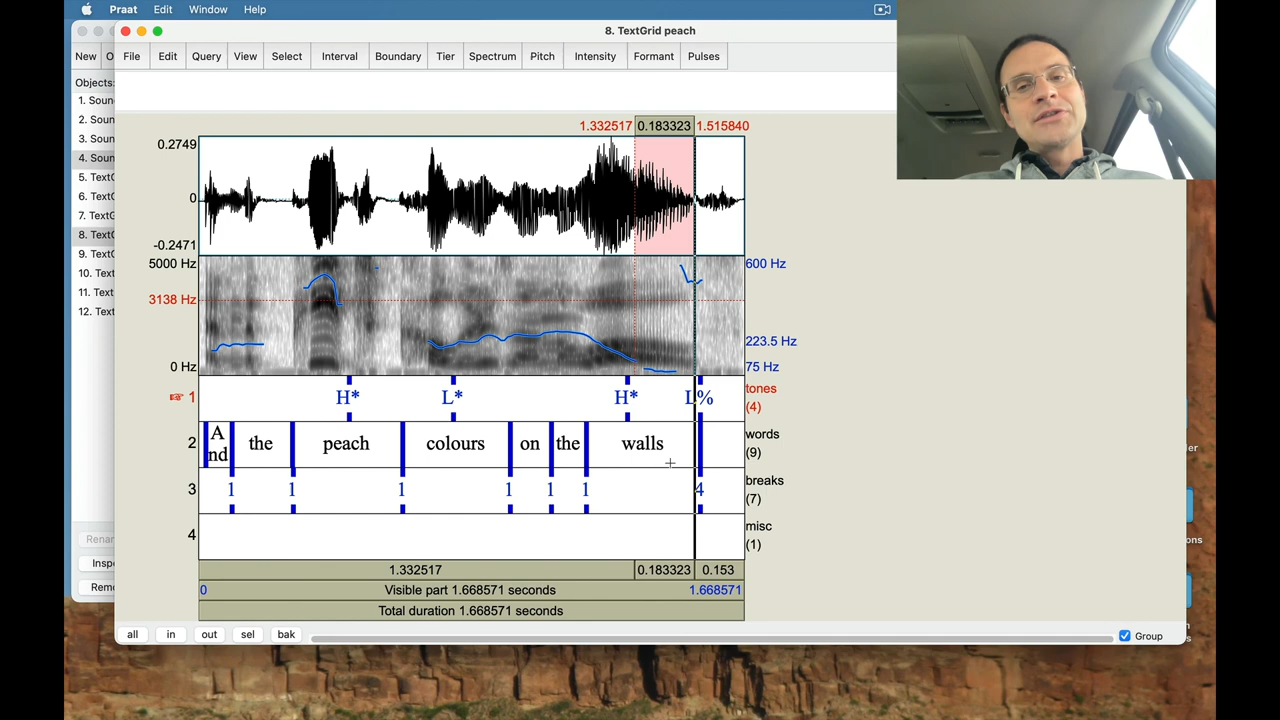 Praat Edit Window Help
8. TextGrid peach
New O File Edit Query View Select Interval Boundary Tier Spectrum Pitch Intensity Formant Pulses
Objects:
1. Soun
2. Soun
3. Soun
4. Soun
5. TextG
6. TextG
7. TextG
8. TextG
9. TextG
10. Text
11. Text
12. Text
Renar
Inspe
Remo
1.332517 0.183323 1.515840
0.2749
0
-0.2471
5000 Hz 600 Hz
3138 Hz
223.5 Hz
0 Hz 75 Hz
1 H* L* H* L% tones
(4)
2 And the peach colours on the walls words
(9)
3 1 1 1 1 1 1 4 breaks
(7)
4 misc
(1)
1.332517 0.183323 0.153
0 Visible part 1.668571 seconds 1.668571
Total duration 1.668571 seconds
all in out sel bak Group
ler
ons
n
s